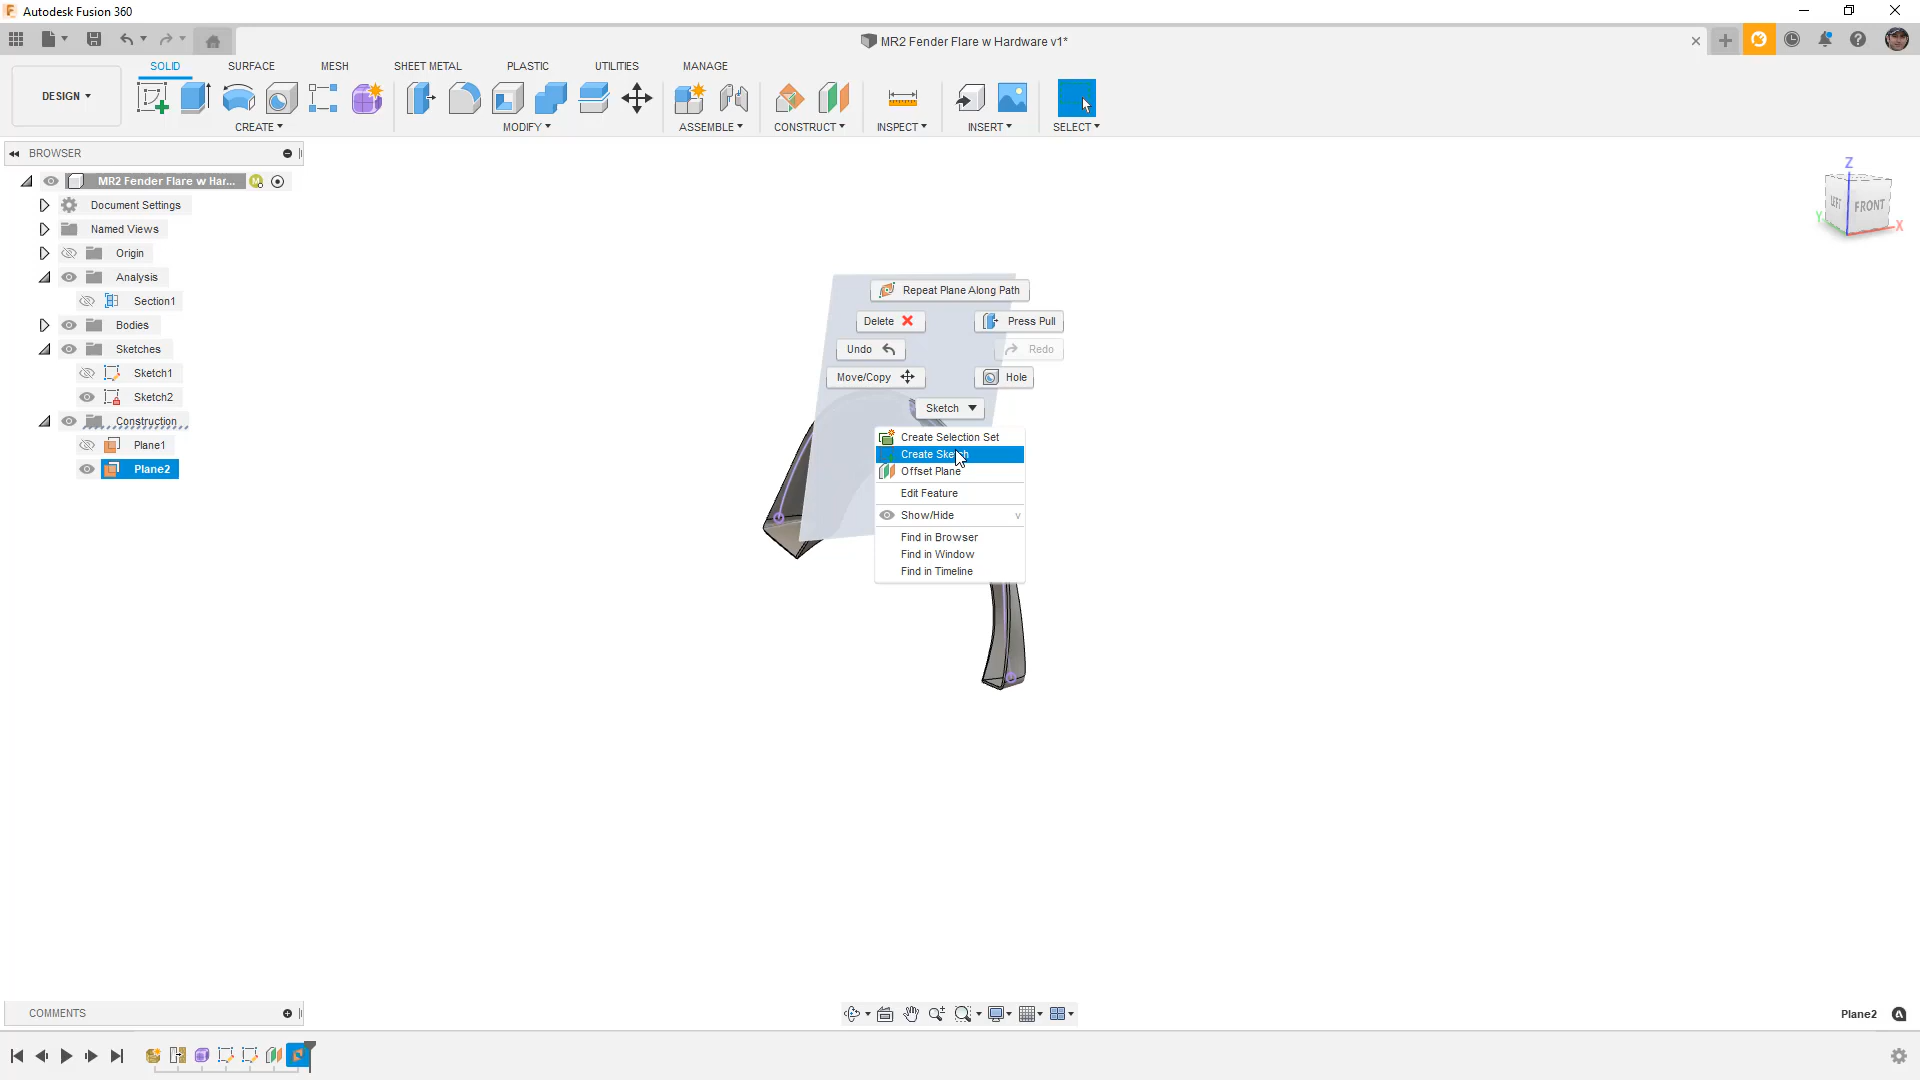 Autodesk Fusion 360
MR2 Fender Flare w Hardware v1*
SOLID
SURFACE
MESH
SHEET METAL
PLASTIC
UTILITIES
MANAGE
DESIGN
CREATE
MODIFY
ASSEMBLE
CONSTRUCT
INSPECT
INSERT
SELECT
BROWSER
MR2 Fender Flare w Har...
Document Settings
Named Views
Origin
Analysis
Section1
Bodies
Sketches
Sketch1
Sketch2
Construction
Plane1
Plane2
Z
LEFT
FRONT
Y
X
Repeat Plane Along Path
Delete
Press Pull
Undo
Redo
Move/Copy
Hole
Sketch
Create Selection Set
Create Sketch
Offset Plane
Edit Feature
Show/Hide
v
Find in Browser
Find in Window
Find in Timeline
COMMENTS
Plane2